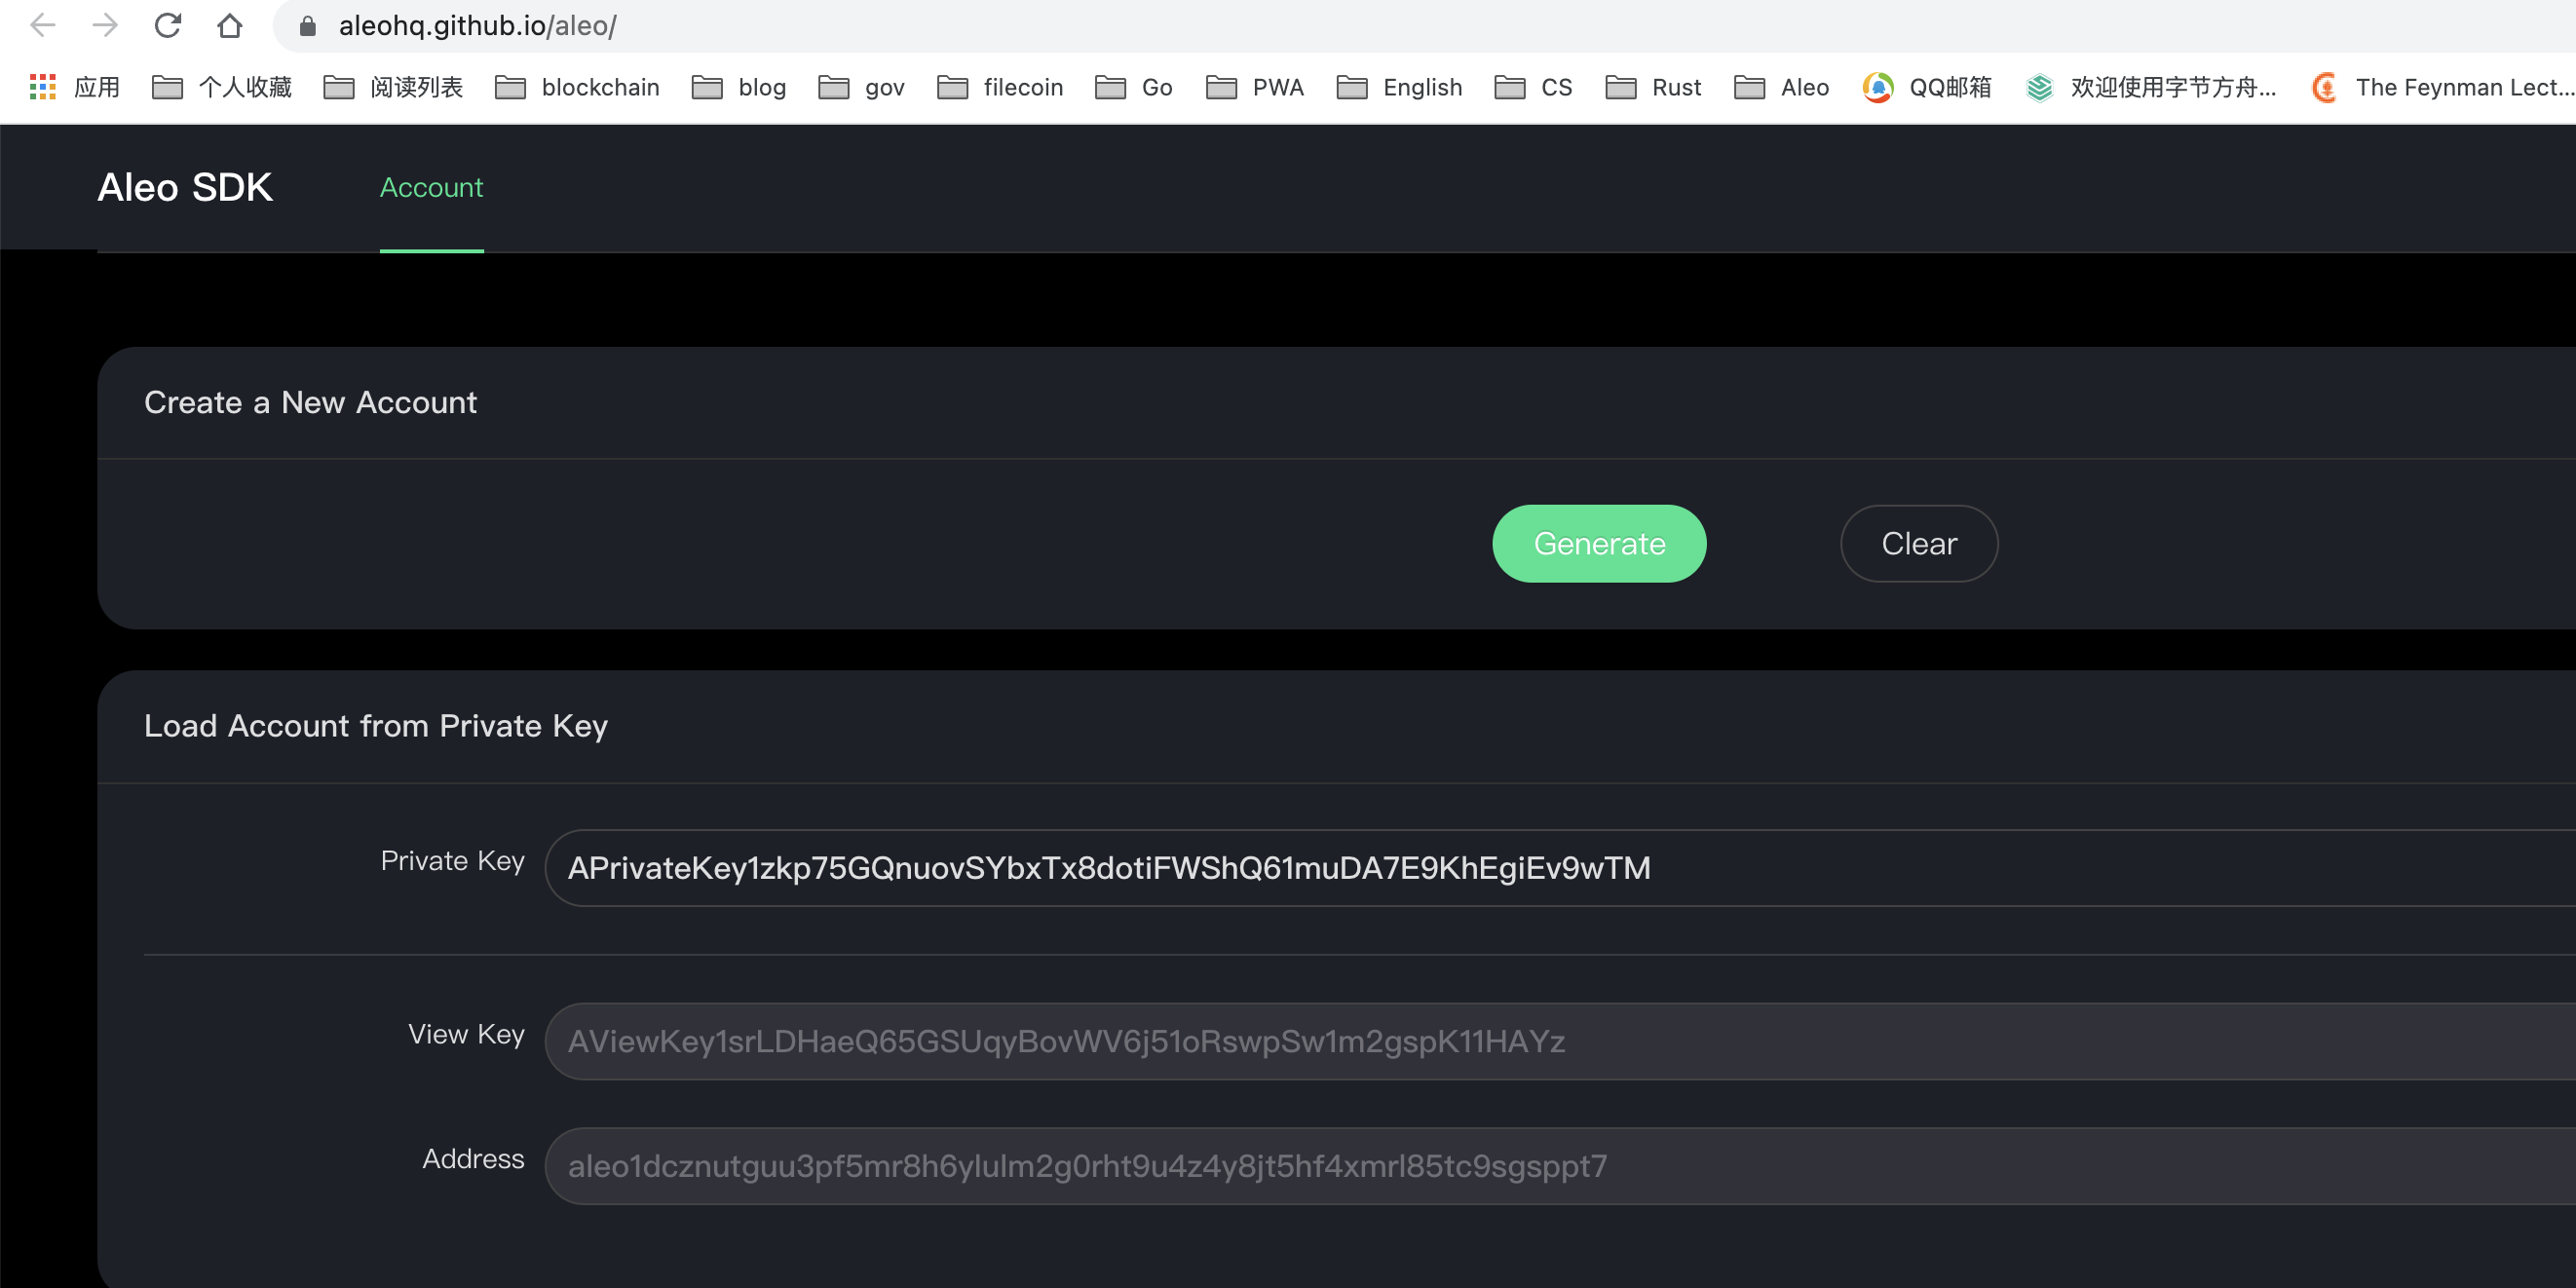 aleohq.github.io/aleo/
应用 个人收藏 阅读列表 blockchain blog gov filecoin Go PWA English CS Rust Aleo QQ邮箱 欢迎使用字节方舟... The Feynman Lect...
Aleo SDK Account
Create a New Account
Generate Clear
Load Account from Private Key
Private Key APrivateKey1zkp75GQnuovSYbxTx8dotiFWShQ61muDA7E9KhEgiEv9wTM
View Key AViewKey1srLDHaeQ65GSUqyBovWV6j51oRswpSw1m2gspK11HAYz
Address aleo1dcznutguu3pf5mr8h6ylulm2g0rht9u4z4y8jt5hf4xmrl85tc9sgsppt7